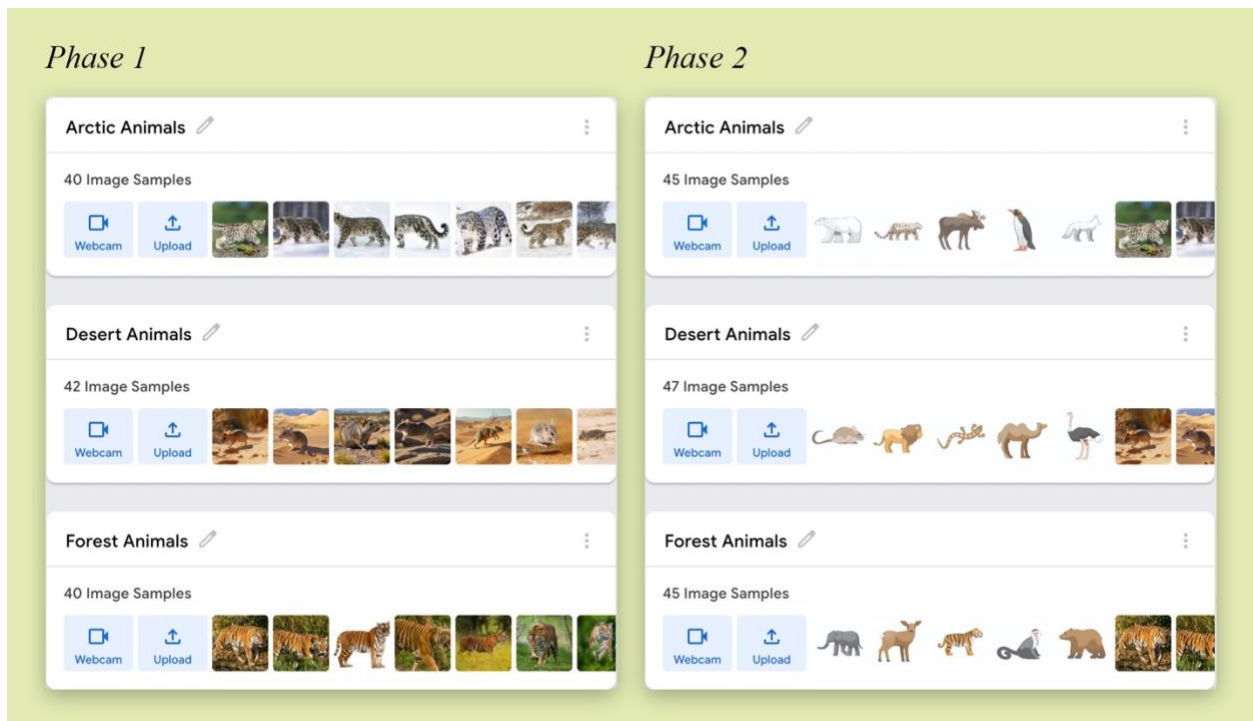 Phase 1
Arctic Animals
40 Image Samples
Webcam
Upload
Desert Animals
42 Image Samples
Webcam
Upload
Forest Animals
40 Image Samples
Webcam
Upload
Phase 2
Arctic Animals
45 Image Samples
Webcam
Upload
Desert Animals
47 Image Samples
Webcam
Upload
Forest Animals
45 Image Samples
Webcam
Upload